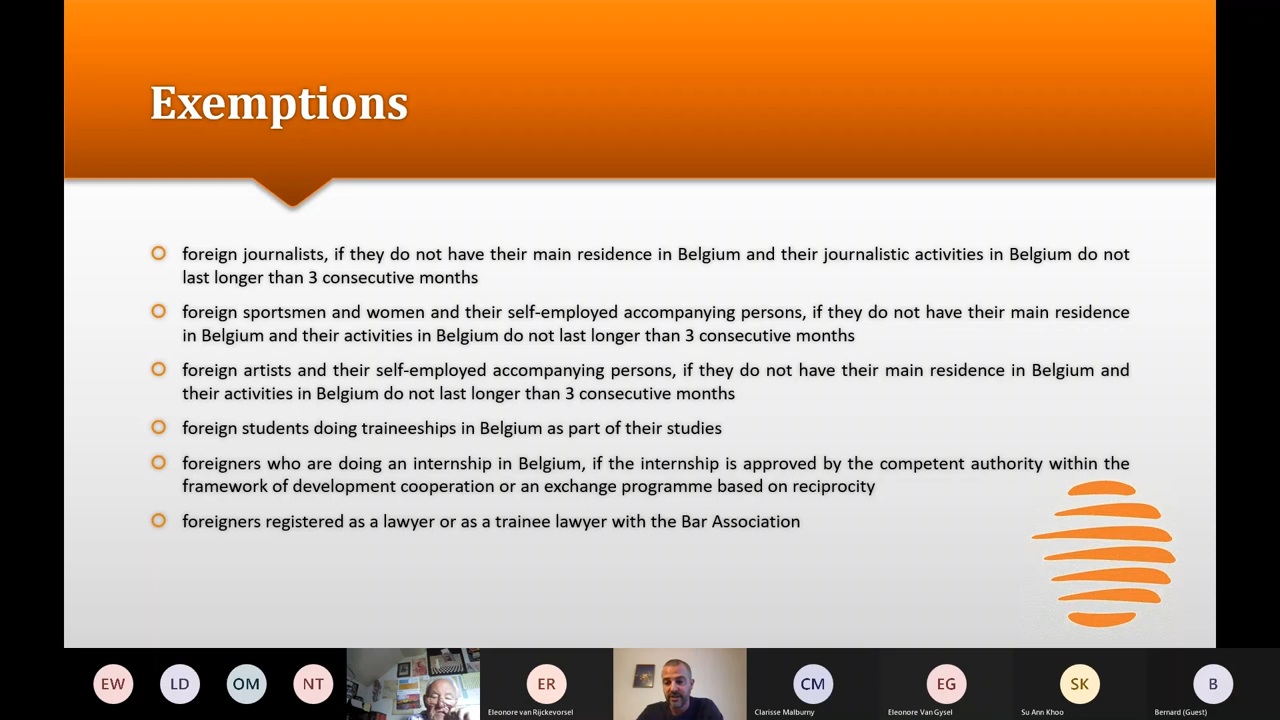 Exemptions
foreign journalists, if they do not have their main residence in Belgium and their journalistic activities in Belgium do not
last longer than 3 consecutive months
foreign sportsmen and women and their self-employed accompanying persons, if they do not have their main residence
in Belgium and their activities in Belgium do not last longer than 3 consecutive months
foreign artists and their self-employed accompanying persons, if they do not have their main residence in Belgium and
their activities in Belgium do not last longer than 3 consecutive months
foreign students doing traineeships in Belgium as part of their studies
foreigners who are doing an internship in Belgium, if the internship is approved by the competent authority within the
framework of development cooperation or an exchange programme based on reciprocity
foreigners registered as a lawyer or as a trainee lawyer with the Bar Association
EW LD OM NT ER CM EG SK B
Eleonore van Rijckevorsel Clarisse Malburny Eleonore Van Gysel Su Ann Khoo Bernard (Guest)